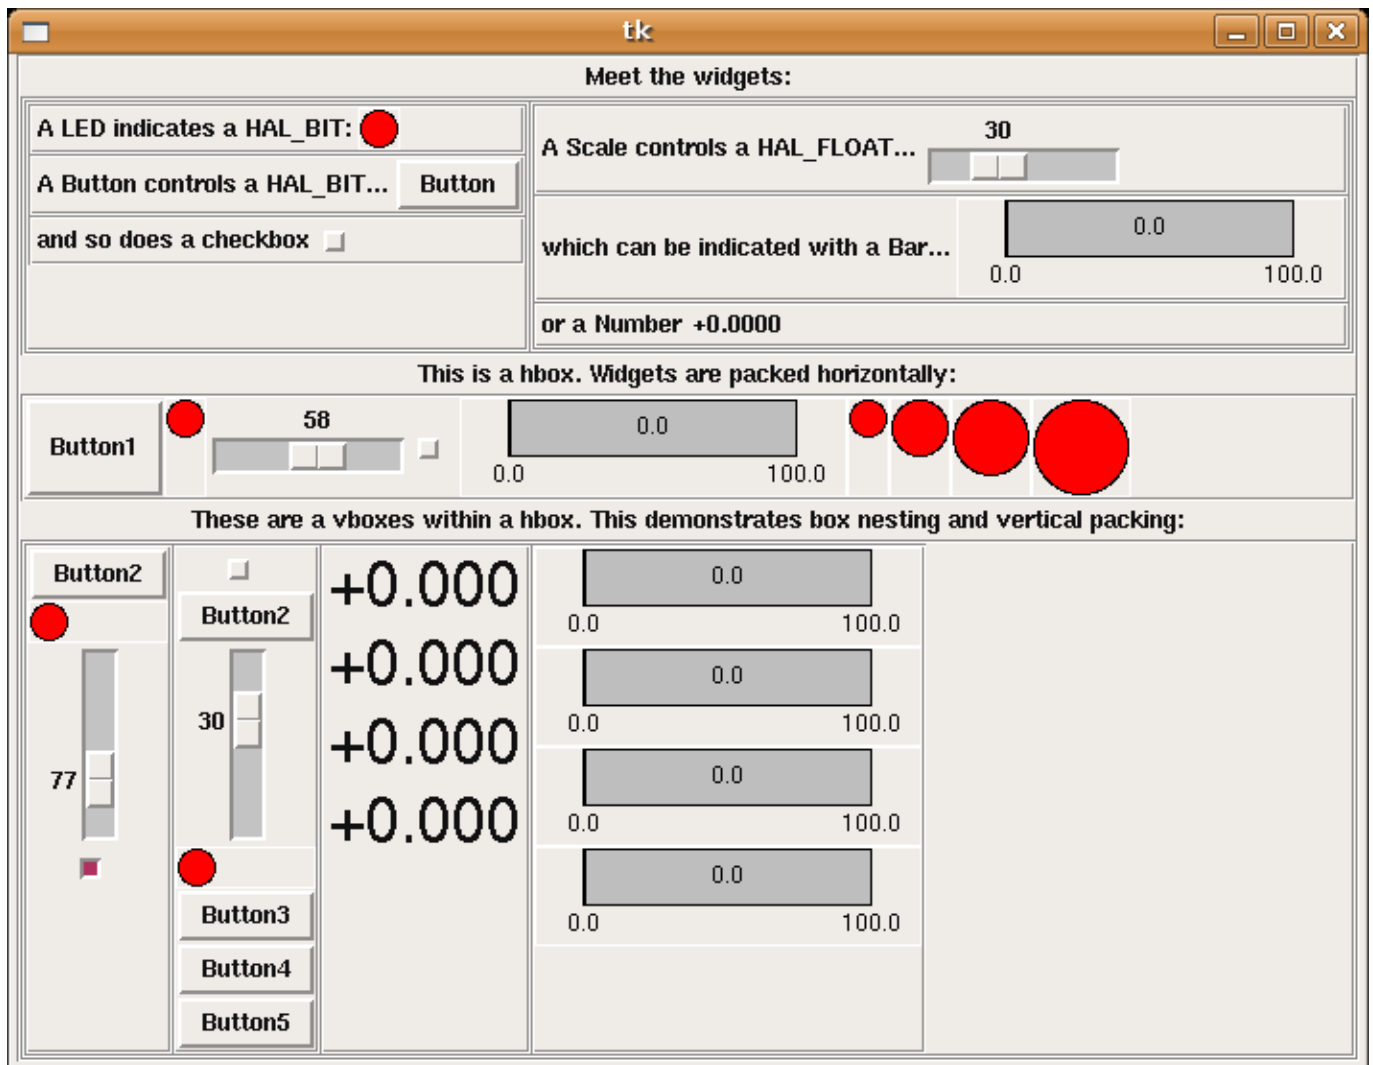 tk
Meet the widgets:
A LED indicates a HAL_BIT:
A Button controls a HAL_BIT... Button
and so does a checkbox
30
A Scale controls a HAL_FLOAT...
0.0
which can be indicated with a Bar...
0.0 100.0
or a Number +0.0000
This is a hbox. Widgets are packed horizontally:
Button1
58
0.0
0.0 100.0
These are a vboxes within a hbox. This demonstrates box nesting and vertical packing:
Button2
77
Button2
30
Button3
Button4
Button5
+0.000
+0.000
+0.000
+0.000
0.0
0.0 100.0
0.0
0.0 100.0
0.0
0.0 100.0
0.0
0.0 100.0